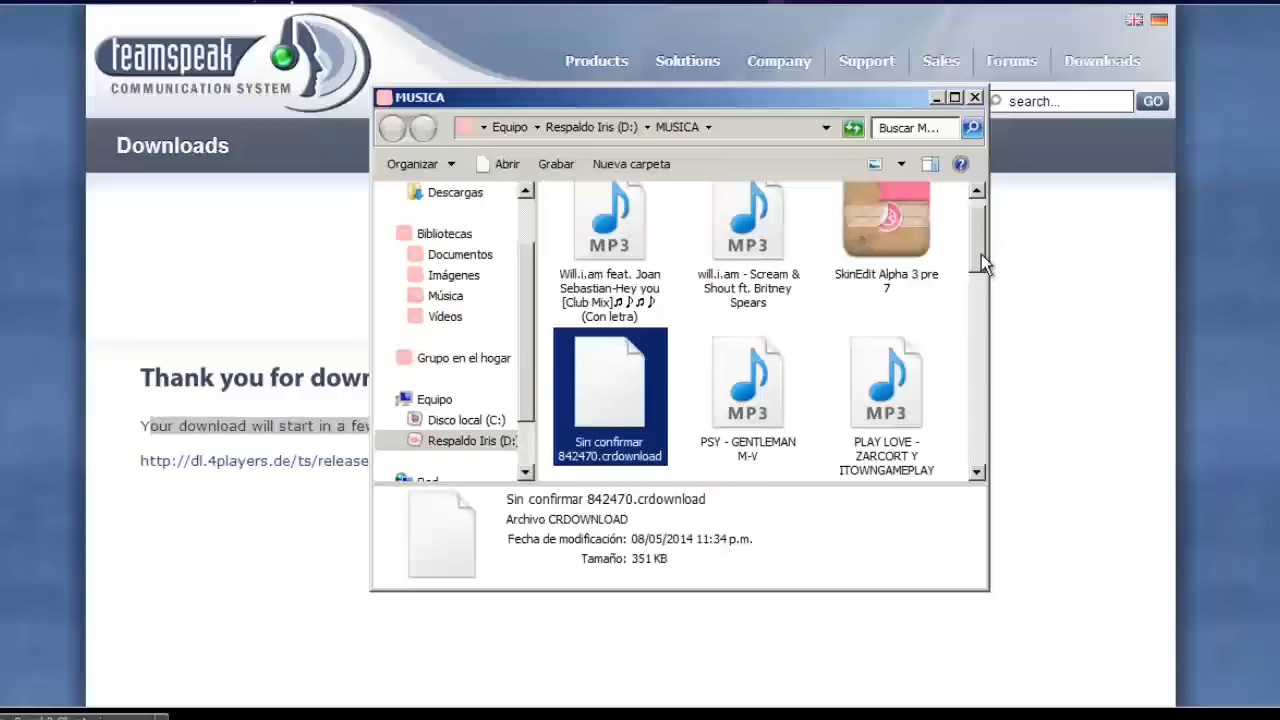 teamspeak
COMMUNICATION SYSTEM
Products
Solutions
Company
Support
Sales
Forums
Downloads
search...
GO
Downloads
MUSICA
Equipo
Respaldo Iris (D:)
MUSICA
Buscar M...
Organizar
Abrir
Grabar
Nueva carpeta
Descargas
Bibliotecas
Documentos
Imágenes
Música
Vídeos
Grupo en el hogar
Equipo
Disco local (C:)
Respaldo Iris (D:)
MP3
Will.i.am feat. Joan
Sebastian-Hey you
[Club Mix]♫♪♫♪♪
(Con letra)
MP3
will.i.am - Scream &
Shout ft. Britney
Spears
SkinEdit Alpha 3 pre
7
Sin confirmar
842470.crdownload
MP3
PSY - GENTLEMAN
M-V
MP3
PLAY LOVE -
ZARCORT Y
ITOWNGAMEPLAY
Sin confirmar 842470.crdownload
Archivo CRDOWNLOAD
Fecha de modificación: 08/05/2014 11:34 p.m.
Tamaño: 351 KB
Thank you for down
Your download will start in a few
http://dl.4players.de/ts/release